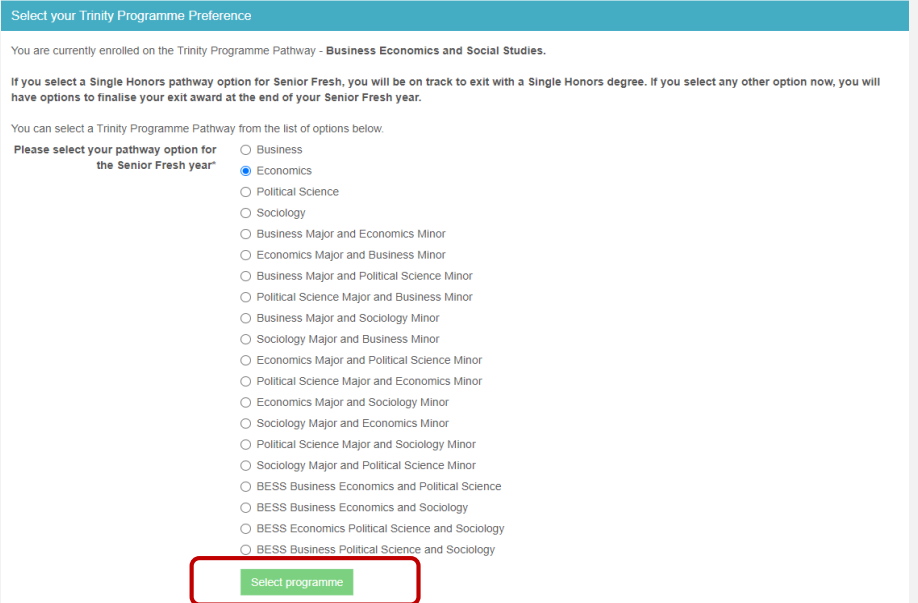 Select your Trinity Programme Preference
You are currently enrolled on the Trinity Programme Pathway - Business Economics and Social Studies.
If you select a Single Honors pathway option for Senior Fresh, you will be on track to exit with a Single Honors degree. If you select any other option now, you will
have options to finalise your exit award at the end of your Senior Fresh year.
You can select a Trinity Programme Pathway from the list of options below.
Please select your pathway option for
the Senior Fresh year*
Business
Economics
Political Science
Sociology
Business Major and Economics Minor
Economics Major and Business Minor
Business Major and Political Science Minor
Political Science Major and Business Minor
Business Major and Sociology Minor
Sociology Major and Business Minor
Economics Major and Political Science Minor
Political Science Major and Economics Minor
Economics Major and Sociology Minor
Sociology Major and Economics Minor
Political Science Major and Sociology Minor
Sociology Major and Political Science Minor
BESS Business Economics and Political Science
BESS Business Economics and Sociology
BESS Economics Political Science and Sociology
BESS Business Political Science and Sociology
Select programme